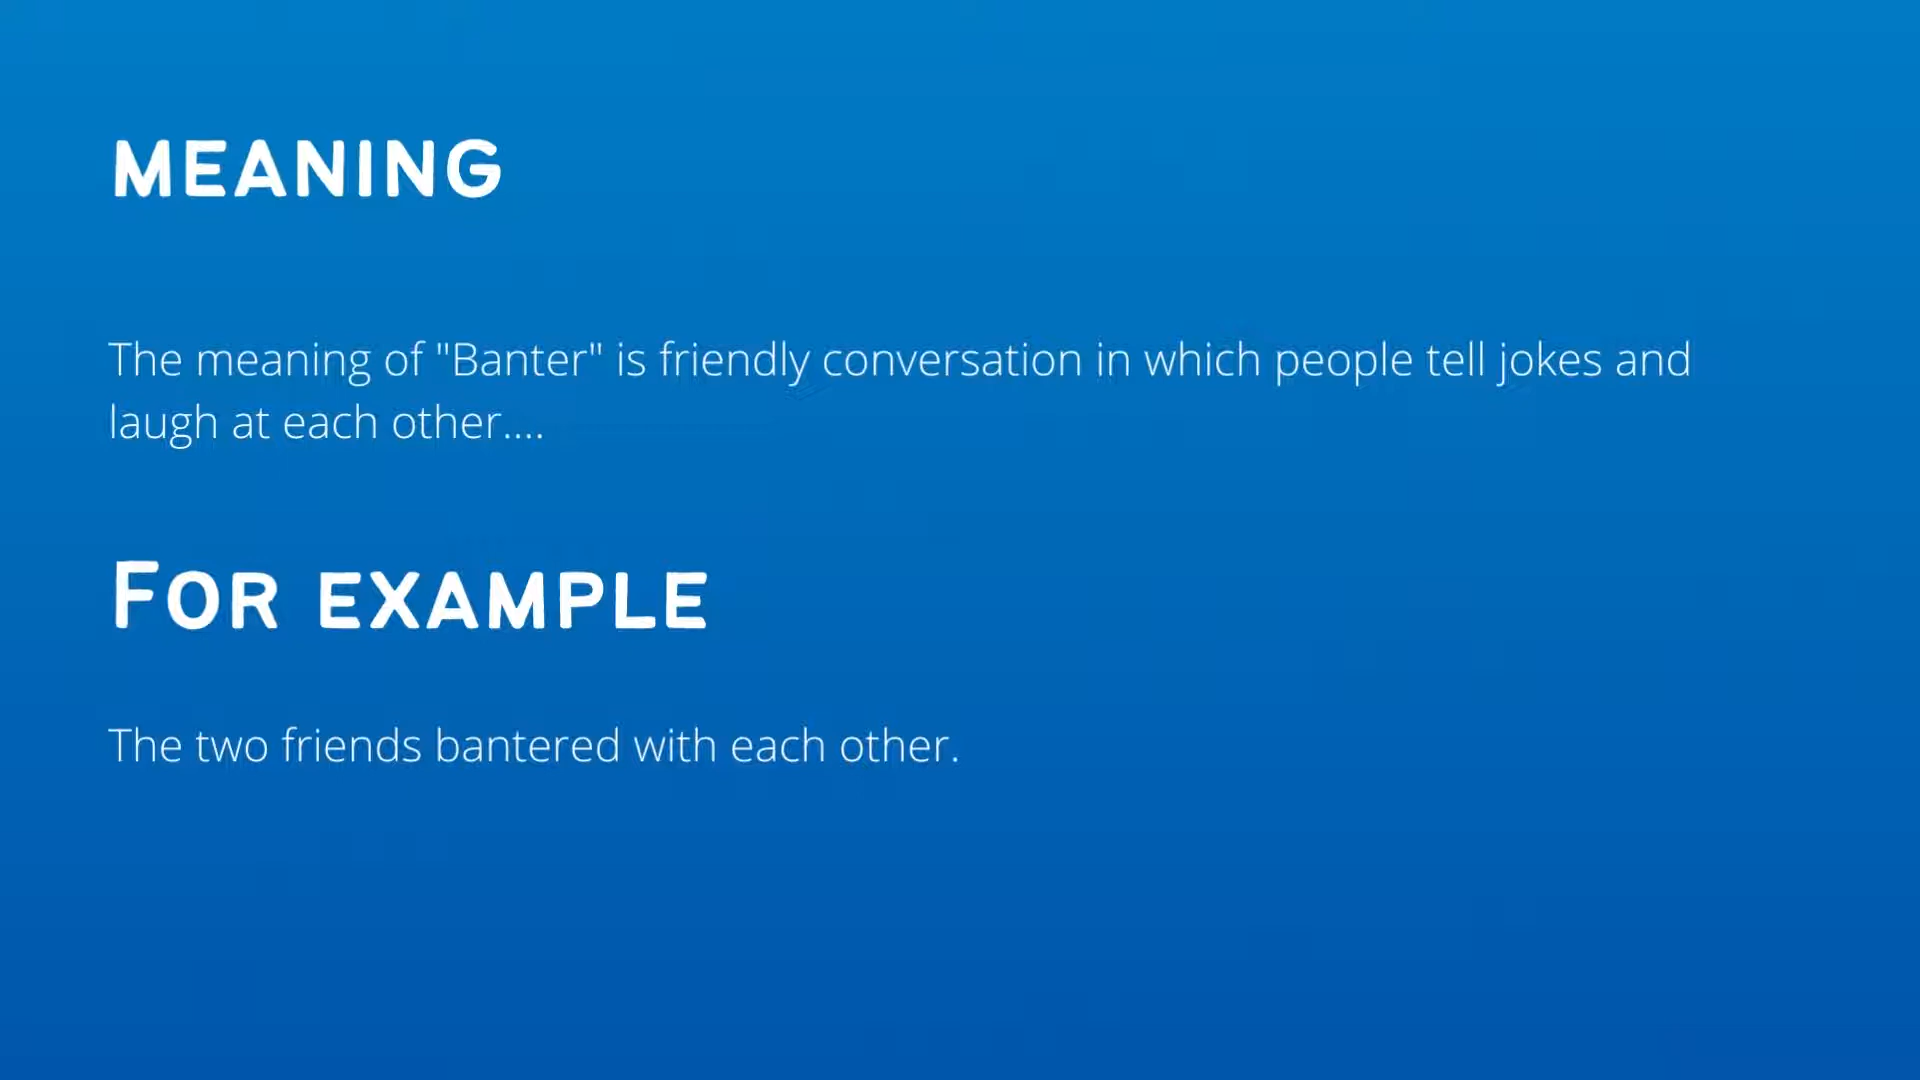 MEANING
The meaning of "Banter" is friendly conversation in which people tell jokes and
laugh at each other....
FOR EXAMPLE
The two friends bantered with each other.